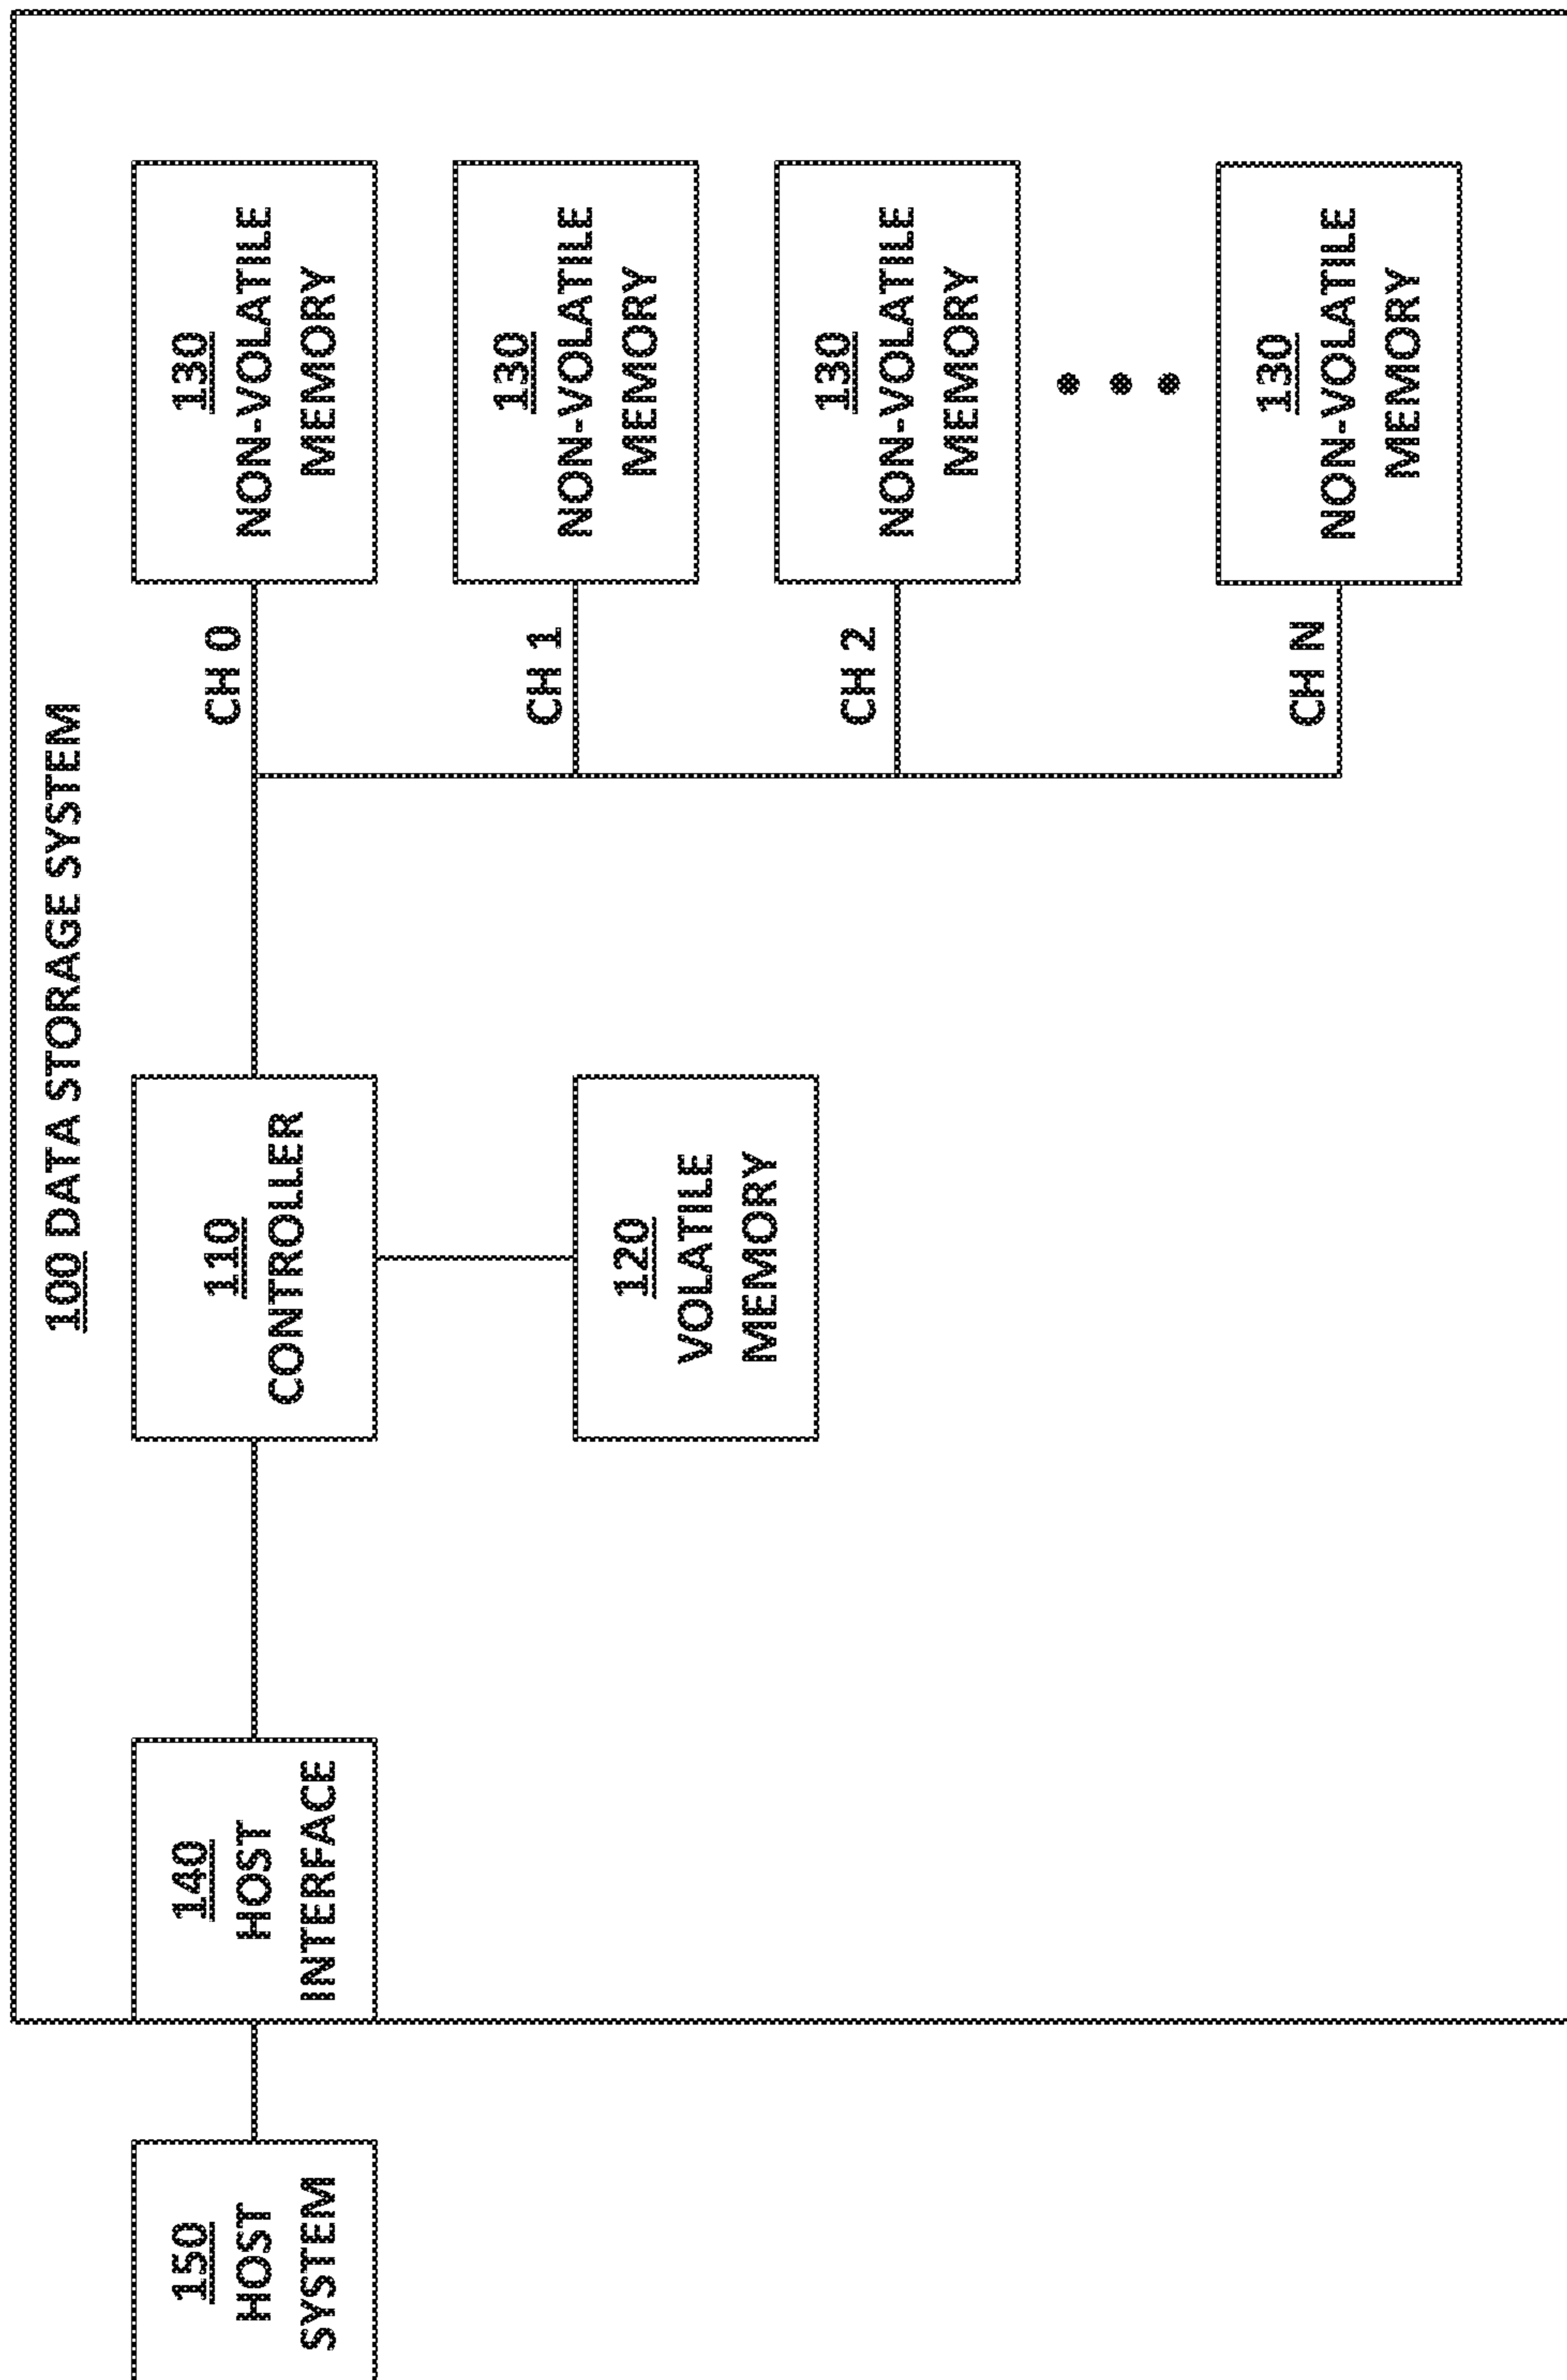 100 DATA STORAGE SYSTEM
150
HOST
SYSTEM
140
HOST
INTERFACE
110
CONTROLLER
120
VOLATILE
MEMORY
CH 0
130
NON-VOLATILE
MEMORY
CH 1
130
NON-VOLATILE
MEMORY
CH 2
130
NON-VOLATILE
MEMORY
CH N
130
NON-VOLATILE
MEMORY